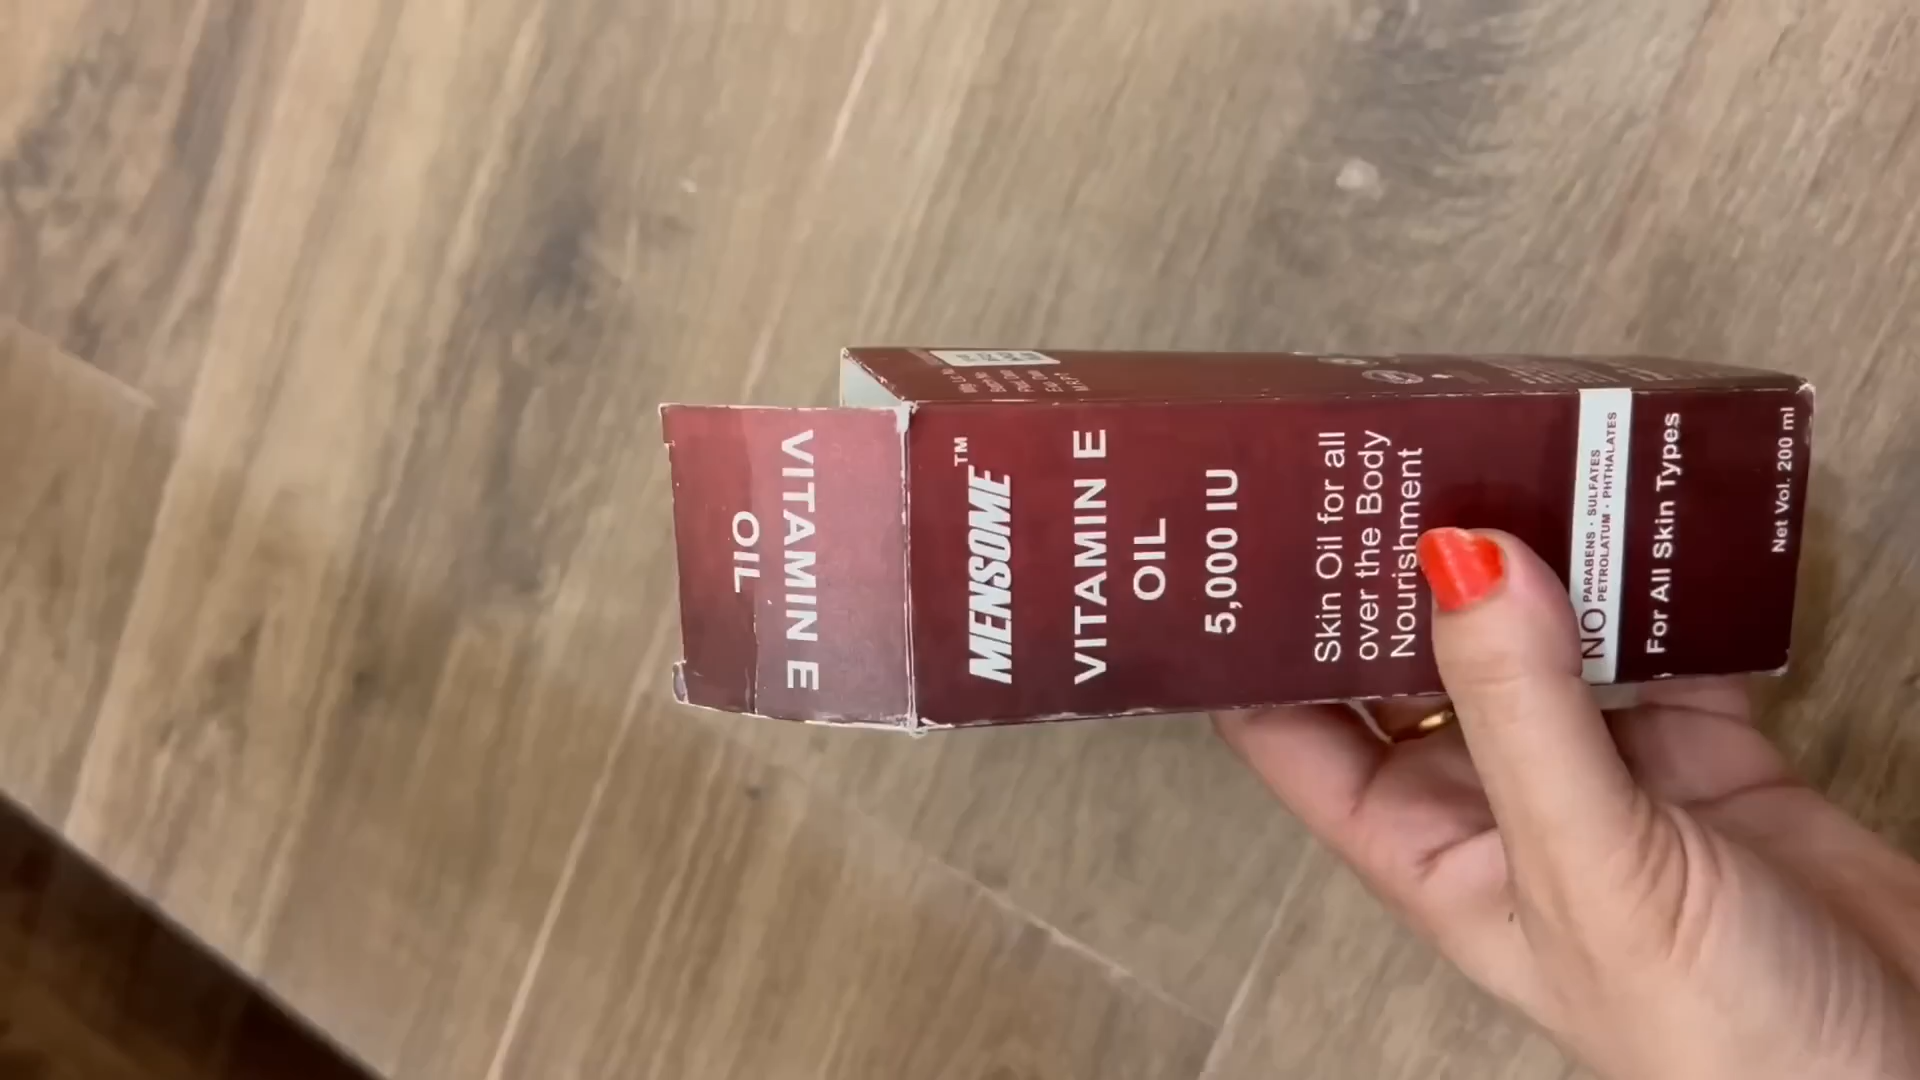 VITAMIN E
OIL
MENSOME™
VITAMIN E
OIL
5,000 IU
Skin Oil for all
over the Body
Nourishment
NO PARABENS · SULFATES
PETROLATUM · PHTHALATES
For All Skin Types
Net Vol. 200 ml